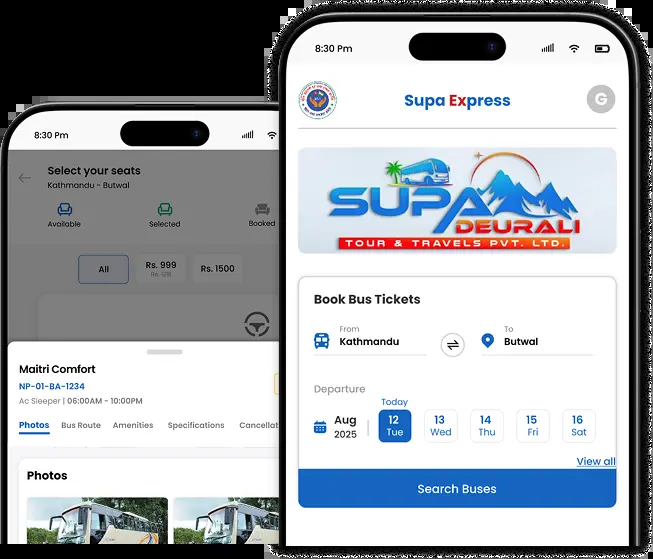 8:30 Pm
Select your seats
Kathmandu - Butwal
Available
Selected
Booked
All
Rs. 999
Rs. 1500
Maitri Comfort
NP-01-BA-1234
Ac Sleeper | 06:00AM - 10:00PM
Photos
Bus Route
Amenities
Specifications
Cancellat
Photos
8:30 Pm
Supa Express
G
SUPA
DEURALI
TOUR & TRAVELS PVT. LTD.
Book Bus Tickets
From
Kathmandu
To
Butwal
Departure
Today
Aug
2025
12
Tue
13
Wed
14
Thu
15
Fri
16
Sat
View all
Search Buses